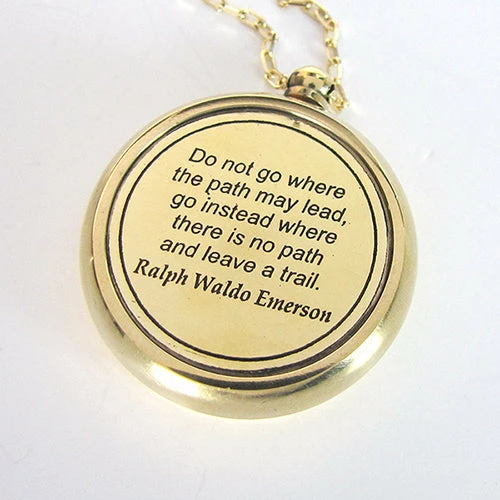 Do not go where
the path may lead,
go instead where
there is no path
and leave a trail.
Ralph Waldo Emerson